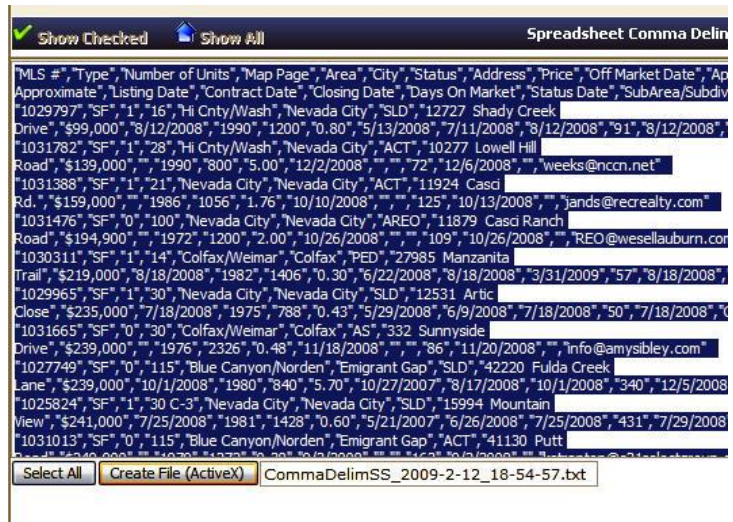 Show Checked Show All Spreadsheet Comma Delin
"MLS #","Type","Number of Units","Map Page","Area","City","Status","Address","Price","Off Market Date","Ap
Approximate","Listing Date","Contract Date","Closing Date","Days On Market","Status Date","SubArea/Subdiv
"1029797","SF","1","16","Hi Cnty/Wash","Nevada City","SLD","12727 Shady Creek
Drive","$99,000","8/12/2008","1990","1200","0.80","5/13/2008","7/11/2008","8/12/2008","91","8/12/2008","
"1031782","SF","1","28","Hi Cnty/Wash","Nevada City","ACT","10277 Lowell Hill
Road","$139,000","","1990","800","5.00","12/2/2008","","","72","12/6/2008","","weeks@nccn.net"
"1031388","SF","1","21","Nevada City","Nevada City","ACT","11924 Casci
Rd.","$159,000","","1986","1056","1.76","10/10/2008","","","125","10/13/2008","","jands@recrealty.com"
"1031476","SF","0","100","Nevada City","Nevada City","AREO","11879 Casci Ranch
Road","$194,900","","1972","1200","2.00","10/26/2008","","","109","10/26/2008","","REO@wesellauburn.com
"1030311","SF","1","14","Colfax/Weimar","Colfax","PED","27985 Manzanita
Trail","$219,000","8/18/2008","1982","1406","0.30","6/22/2008","8/18/2008","3/31/2009","57","8/18/2008",
"1029965","SF","1","30","Nevada City","Nevada City","SLD","12531 Artic
Close","$235,000","7/18/2008","1975","788","0.43","5/29/2008","6/9/2008","7/18/2008","50","7/18/2008","
"1031665","SF","0","30","Colfax/Weimar","Colfax","AS","332 Sunnyside
Drive","$239,000","","1976","2326","0.48","11/18/2008","","","86","11/20/2008","","info@amysibley.com"
"1027749","SF","0","115","Blue Canyon/Norden","Emigrant Gap","SLD","42220 Fulda Creek
Lane","$239,000","10/1/2008","1980","840","5.70","10/27/2007","8/17/2008","10/1/2008","340","12/5/2008
"1025824","SF","1","30 C-3","Nevada City","Nevada City","SLD","15994 Mountain
View","$241,000","7/25/2008","1981","1428","0.60","5/21/2007","6/26/2008","7/25/2008","431","7/29/2008
"1031013","SF","0","115","Blue Canyon/Norden","Emigrant Gap","ACT","41130 Putt
Select All Create File (ActiveX) CommaDelimSS_2009-2-12_18-54-57.txt